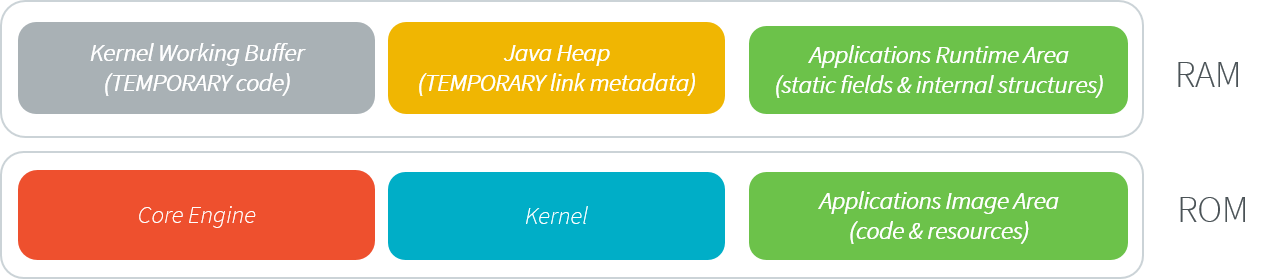 Kernel Working Buffer
(TEMPORARY code)
Java Heap
(TEMPORARY link metadata)
Applications Runtime Area
(static fields & internal structures)
RAM
Core Engine
Kernel
Applications Image Area
(code & resources)
ROM